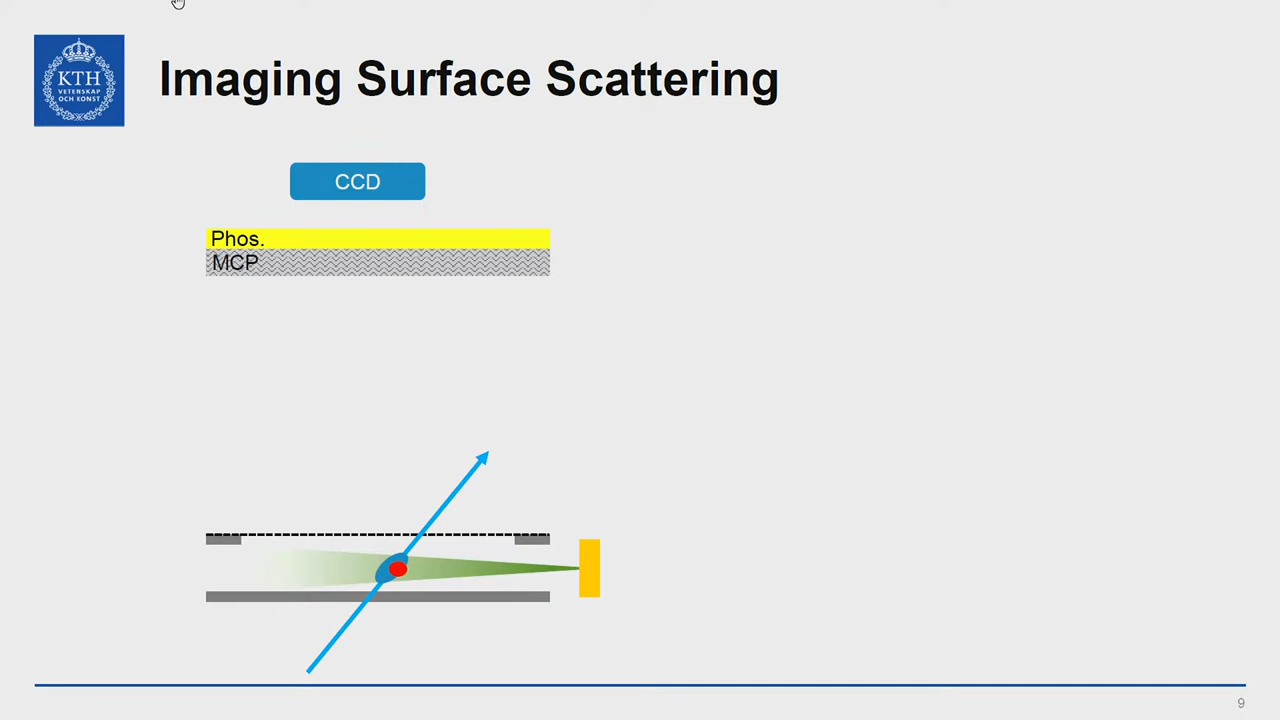 KTH
VETENSKAP
OCH KONST
Imaging Surface Scattering
CCD
Phos.
MCP
9